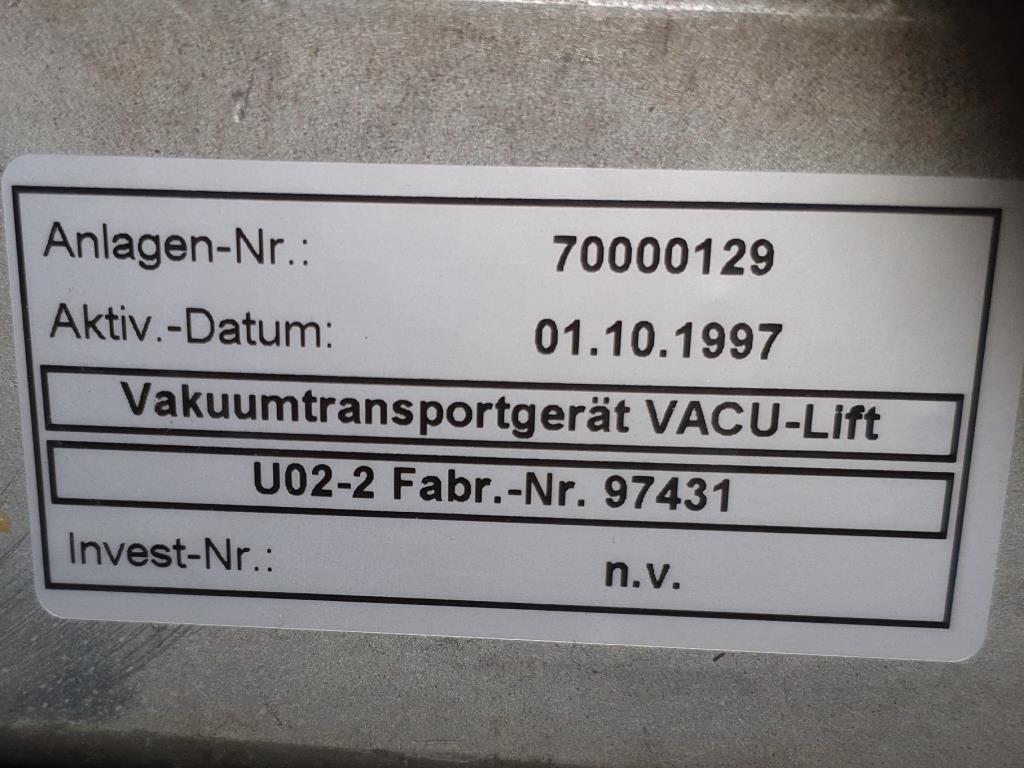 Anlagen-Nr.: 70000129
Aktiv.-Datum: 01.10.1997
Vakuumtransportgerät VACU-Lift
U02-2 Fabr.-Nr. 97431
Invest-Nr.: n.v.